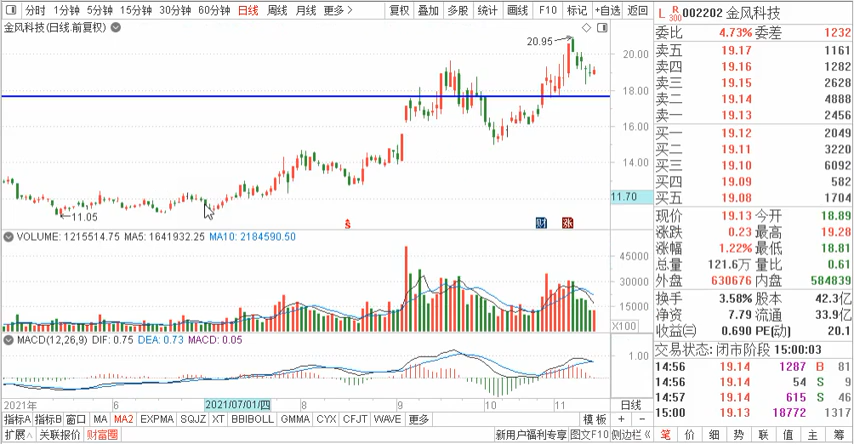 分时 1分钟 5分钟 15分钟 30分钟 60分钟 日线 周线 月线 更多 > 复权 叠加 多股 统计 画线 F10 标记 +自选 返回
L R 300 002202 金风科技
金风科技(日线.前复权)
委比 4.73% 委差 1232
卖五 19.17 1161
卖四 19.16 1282
卖三 19.15 2628
卖二 19.14 4888
卖一 19.13 2456
买一 19.12 2049
买二 19.11 3220
买三 19.10 6092
买四 19.09 582
买五 19.08 1704
现价 19.13 今开 18.89
涨跌 0.23 最高 19.28
涨幅 1.22% 最低 18.81
总量 121.6万 量比 0.61
外盘 630676 内盘 584839
换手 3.58% 股本 42.3亿
净资 7.79 流通 33.9亿
收益㈢ 0.690 PE(动) 20.1
交易状态: 闭市阶段 15:00:03
14:56 19.14 1287 B 81
14:56 19.14 54 S 9
14:57 19.14 615 S 46
15:00 19.13 18772 1317
笔 价 细 势 联 值 主 筹
20.95
20.00
18.00
16.00
14.00
11.70
11.05
$
财
涨
VOLUME: 1215514.75 MA5: 1641932.25 MA10: 2184590.50
45000
30000
15000
X100
MACD(12,26,9) DIF: 0.75 DEA: 0.73 MACD: 0.05
1.00
2021年 6 2021/07/01/四 8 9 10 11 日线
指标A 指标B 窗口 MA MA2 EXPMA SQJZ XT BBIBOLL GMMA CYX CFJT WAVE 更多 模板 + −
扩展∧ 关联报价 财富圈 新用户福利专享 图文F10 侧边栏《